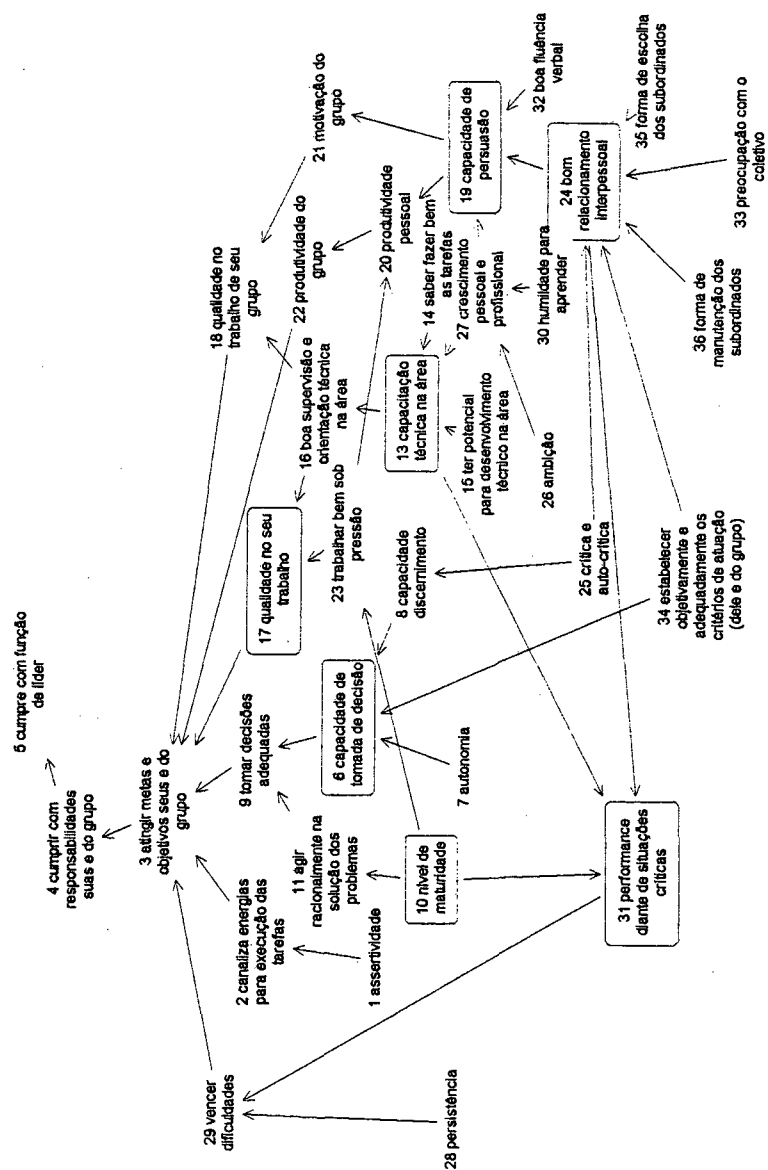 5 cumpre com função
de líder
4 cumprir com
responsabilidades
suas e do grupo
3 atingir metas e
objetivos seus e do
grupo
29 vencer
dificuldades
28 persistência
2 canaliza energias
para execução das
tarefas
1 assertividade
11 agir
racionalmente na
solução dos
problemas
10 nível de
maturidade
9 tomar decisões
adequadas
6 capacidade de
tomada de decisão
7 autonomia
8 capacidade
discernimento
31 performance
diante de situações
críticas
17 qualidade no seu
trabalho
23 trabalhar bem sob
pressão
16 boa supervisão e
orientação técnica
na área
18 qualidade no
trabalho de seu
grupo
22 produtividade do
grupo
21 motivação do
grupo
20 produtividade
pessoal
13 capacitação
técnica na área
14 saber fazer bem
as tarefas
27 crescimento
pessoal e
profissional
15 ter potencial
para desenvolvimento
técnico na área
26 ambição
30 humildade para
aprender
19 capacidade de
persuasão
32 boa fluência
verbal
24 bom
relacionamento
interpessoal
35 forma de escolha
dos subordinados
33 preocupação com o
coletivo
36 forma de
manutenção dos
subordinados
25 crítica e
auto-crítica
34 estabelecer
objetivamente e
adequadamente os
critérios de atuação
(dele e do grupo)